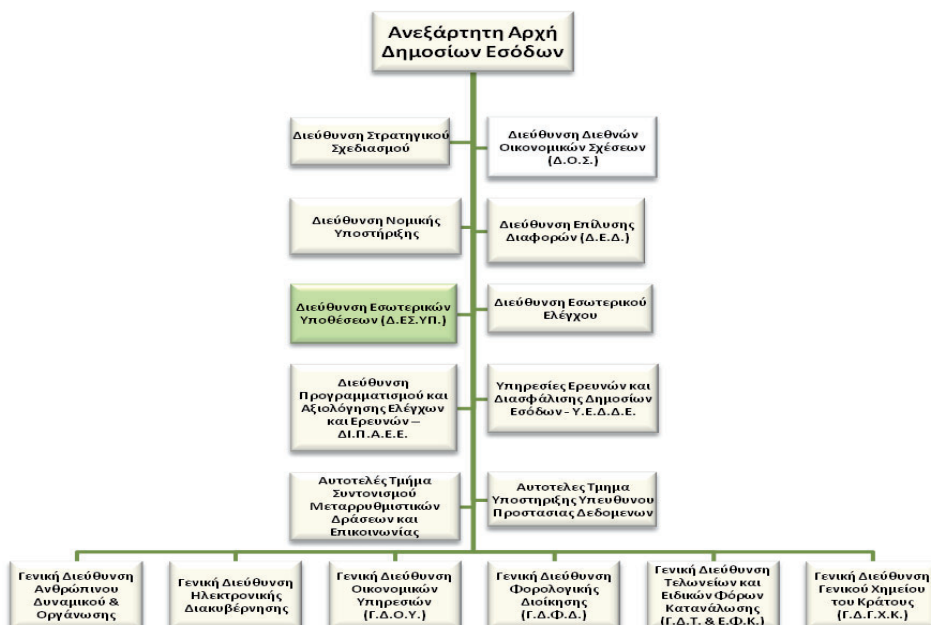 Ανεξάρτητη Αρχή
Δημοσίων Εσόδων
Διεύθυνση Στρατηγικού
Σχεδιασμού
Διεύθυνση Διεθνών
Οικονομικών Σχέσεων
(Δ.Ο.Σ.)
Διεύθυνση Νομικής
Υποστήριξης
Διεύθυνση Επίλυσης
Διαφορών (Δ.Ε.Δ.)
Διεύθυνση Εσωτερικών
Υποθέσεων (Δ.ΕΣ.ΥΠ.)
Διεύθυνση Εσωτερικού
Ελέγχου
Διεύθυνση
Προγραμματισμού και
Αξιολόγησης Ελέγχων
και Ερευνών –
ΔΙ.Π.Α.Ε.Ε.
Υπηρεσίες Ερευνών και
Διασφάλισης Δημοσίων
Εσόδων - Υ.Ε.Δ.Δ.Ε.
Αυτοτελές Τμήμα
Συντονισμού
Μεταρρυθμιστικών
Δράσεων και
Επικοινωνίας
Αυτοτελες Τμημα
Υποστηριξης Υπευθυνου
Προστασιας Δεδομενων
Γενική Διεύθυνση
Ανθρώπινου
Δυναμικού &
Οργάνωσης
Γενική Διεύθυνση
Ηλεκτρονικής
Διακυβέρνησης
Γενική Διεύθυνση
Οικονομικών
Υπηρεσιών
(Γ.Δ.Ο.Υ.)
Γενική Διεύθυνση
Φορολογικής
Διοίκησης
(Γ.Δ.Φ.Δ.)
Γενική Διεύθυνση
Τελωνείων και
Ειδικών Φόρων
Κατανάλωσης
(Γ.Δ.Τ. & Ε.Φ.Κ.)
Γενική Διεύθυνση
Γενικού Χημείου
του Κράτους
(Γ.Δ.Γ.Χ.Κ.)